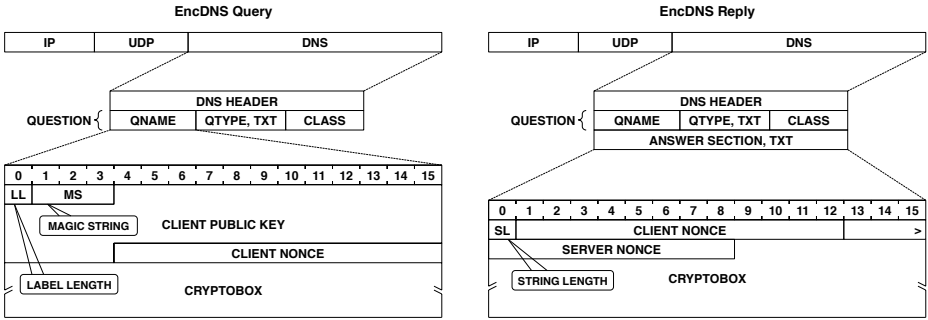 EncDNS Query
IP UDP DNS
DNS HEADER
QUESTION { QNAME QTYPE, TXT CLASS
0 1 2 3 4 5 6 7 8 9 10 11 12 13 14 15
LL MS
MAGIC STRING CLIENT PUBLIC KEY
CLIENT NONCE
LABEL LENGTH CRYPTOBOX
EncDNS Reply
IP UDP DNS
DNS HEADER
QUESTION { QNAME QTYPE, TXT CLASS
ANSWER SECTION, TXT
0 1 2 3 4 5 6 7 8 9 10 11 12 13 14 15
SL CLIENT NONCE >
SERVER NONCE
STRING LENGTH CRYPTOBOX